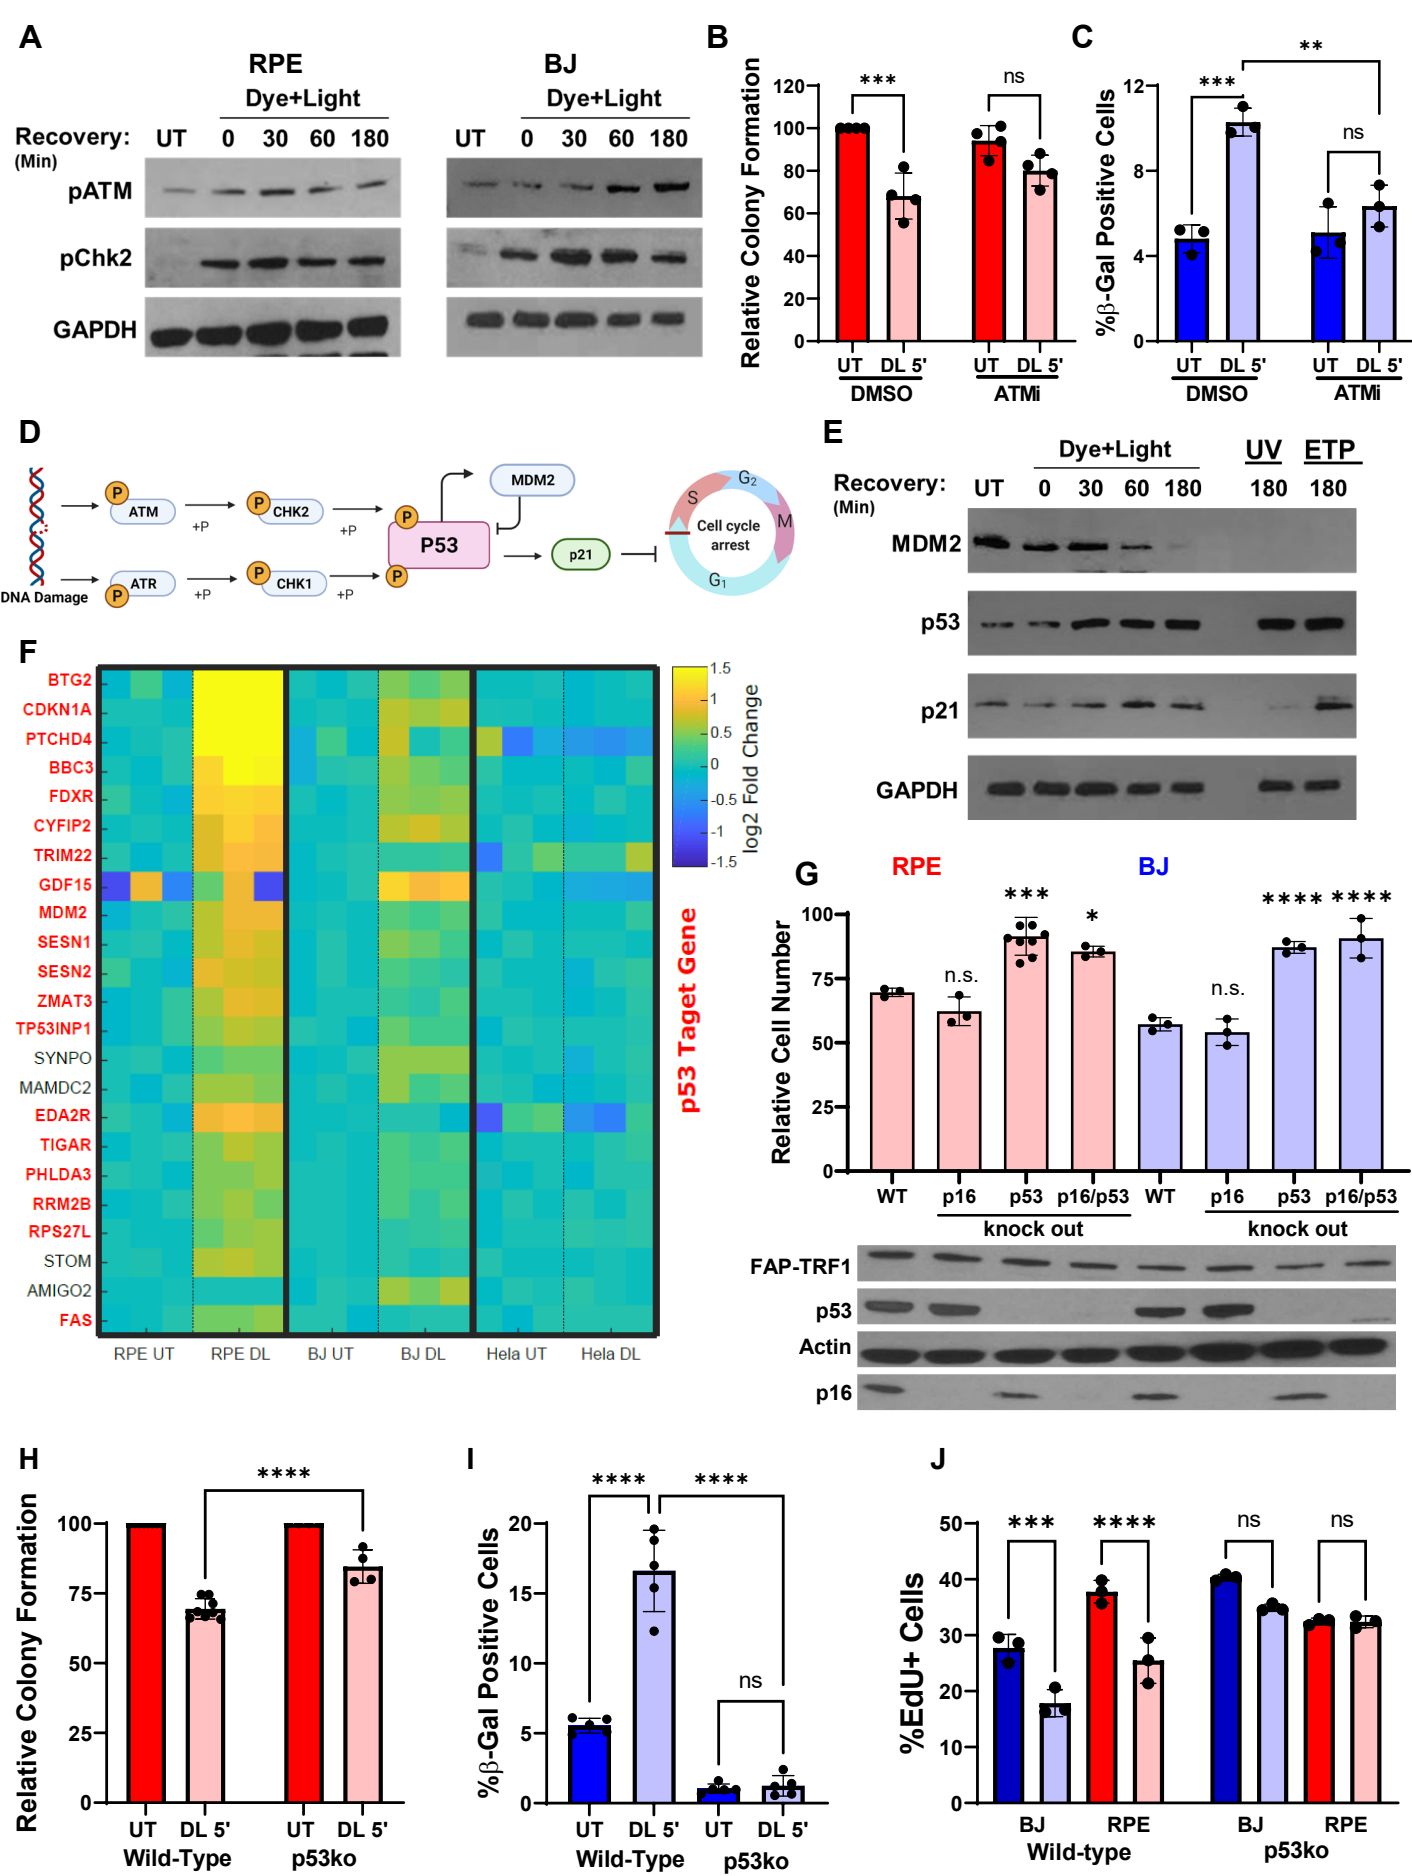 A
RPE
BJ
Dye+Light
Dye+Light
Recovery:
(Min)
UT 0 30 60 180
UT 0 30 60 180
pATM
pChk2
GAPDH
B
Relative Colony Formation
120
100
80
60
40
20
0
***
ns
UT DL 5' UT DL 5'
DMSO ATMi
C
%β-Gal Positive Cells
12
8
4
0
**
***
ns
UT DL 5' UT DL 5'
DMSO ATMi
D
DNA Damage
P ATM +P P CHK2 +P P
P ATR +P P CHK1 +P P
P53
MDM2
p21
Cell cycle
arrest
S G2 M G1
E
Dye+Light
UV ETP
Recovery:
(Min)
UT 0 30 60 180 180 180
MDM2
p53
p21
GAPDH
F
BTG2
CDKN1A
PTCHD4
BBC3
FDXR
CYFIP2
TRIM22
GDF15
MDM2
SESN1
SESN2
ZMAT3
TP53INP1
SYNPO
MAMDC2
EDA2R
TIGAR
PHLDA3
RRM2B
RPS27L
STOM
AMIGO2
FAS
RPE UT RPE DL BJ UT BJ DL Hela UT Hela DL
1.5
1
0.5
0
-0.5
-1
-1.5
log2 Fold Change
p53 Taget Gene
G
RPE
BJ
Relative Cell Number
100
75
50
25
0
n.s.
***
*
n.s.
****
****
WT p16 p53 p16/p53 WT p16 p53 p16/p53
knock out knock out
FAP-TRF1
p53
Actin
p16
H
Relative Colony Formation
100
75
50
25
0
****
UT DL 5' UT DL 5'
Wild-Type p53ko
I
%β-Gal Positive Cells
20
15
10
5
0
****
****
ns
UT DL 5' UT DL 5'
Wild-Type p53ko
J
%EdU+ Cells
50
40
30
20
10
0
***
****
ns
ns
BJ RPE BJ RPE
Wild-type p53ko